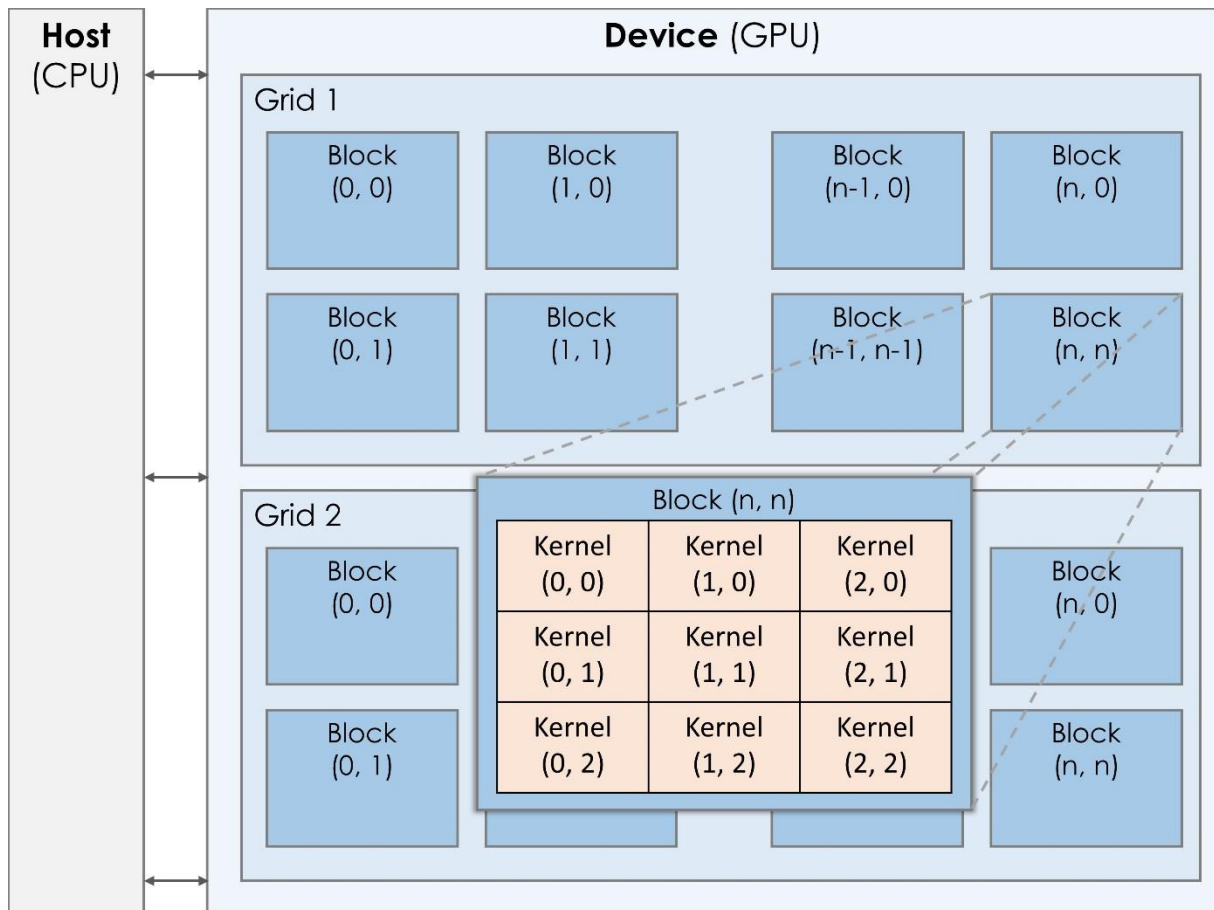 Host
(CPU)
Device (GPU)
Grid 1
Block
(0, 0)
Block
(1, 0)
Block
(n-1, 0)
Block
(n, 0)
Block
(0, 1)
Block
(1, 1)
Block
(n-1, n-1)
Block
(n, n)
Grid 2
Block
(0, 0)
Block
(n, 0)
Block
(0, 1)
Block
(n, n)
Block (n, n)
Kernel
(0, 0)
Kernel
(1, 0)
Kernel
(2, 0)
Kernel
(0, 1)
Kernel
(1, 1)
Kernel
(2, 1)
Kernel
(0, 2)
Kernel
(1, 2)
Kernel
(2, 2)